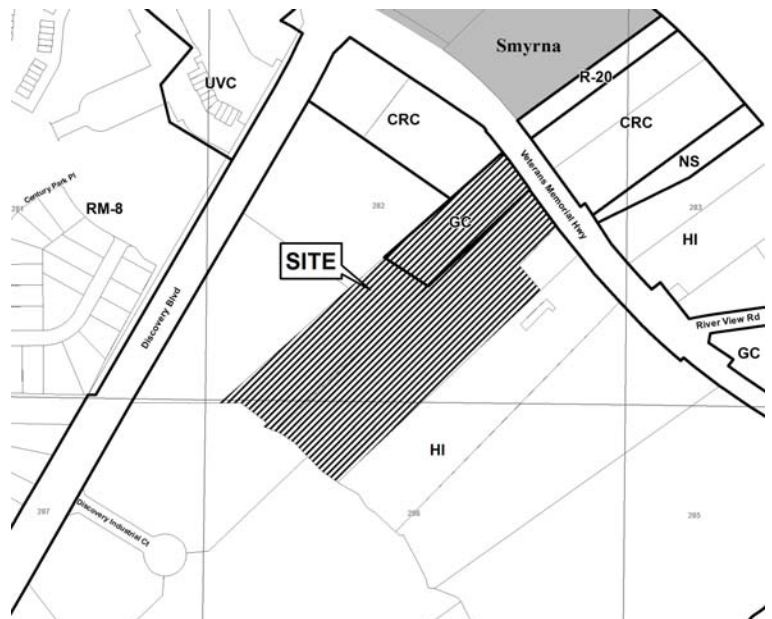 Smyrna
R-20
UVC
CRC
CRC
NS
Veterans Memorial Hwy
Century Park Pl
RM-8
282
283
GC
HI
SITE
Discovery Blvd
River View Rd
GC
HI
287
Discovery Industrial Ct
285